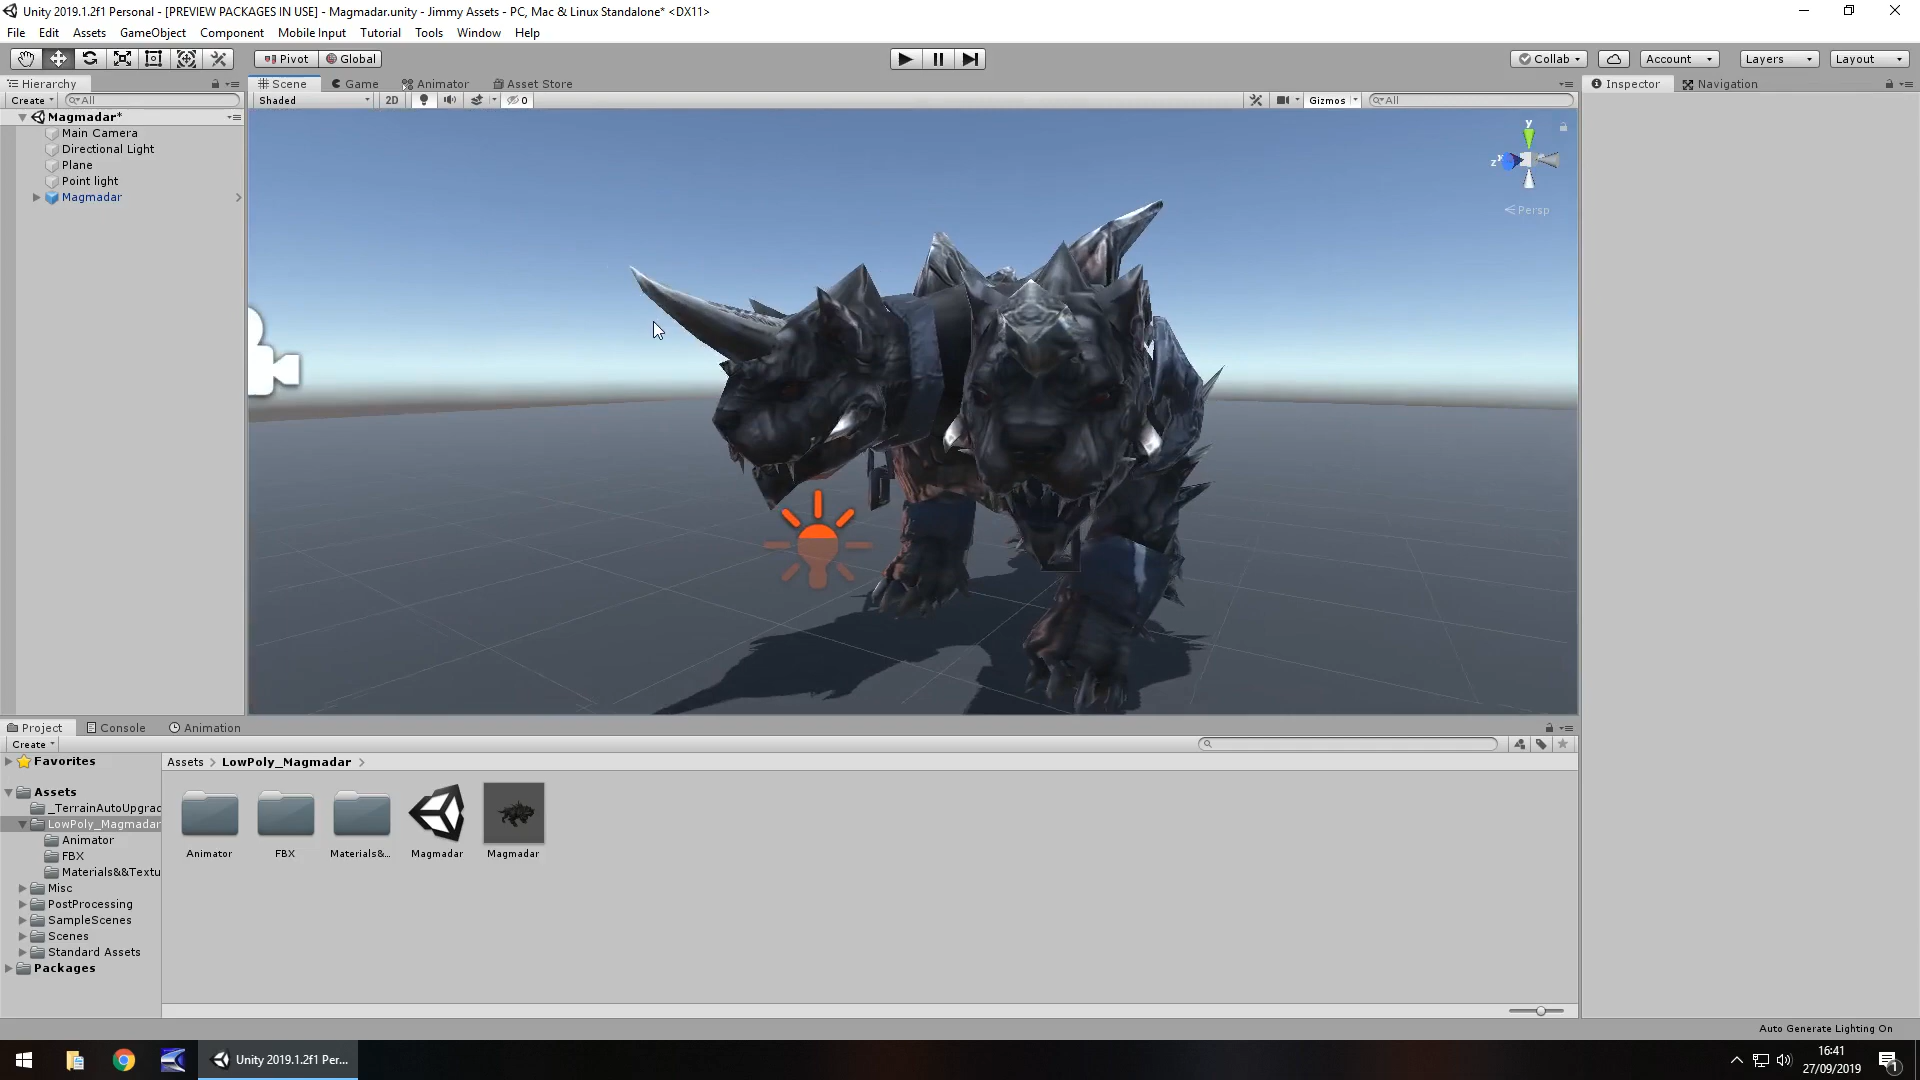 Unity 2019.1.2f1 Personal - [PREVIEW PACKAGES IN USE] - Magmadar.unity - Jimmy Assets - PC, Mac & Linux Standalone* <DX11>
File Edit Assets GameObject Component Mobile Input Tutorial Tools Window Help
Pivot Global Collab Account Layers Layout
Hierarchy Scene Game Animator Asset Store Inspector Navigation
Create All Shaded 2D 0 Gizmos All
Magmadar*
Main Camera
Directional Light
Plane
Point light
Magmadar
y
z
Persp
Project Console Animation
Create
Favorites
Assets > LowPoly_Magmadar >
Assets
_TerrainAutoUpgrad
LowPoly_Magmadar
Animator
FBX
Materials&&Textu
Misc
PostProcessing
SampleScenes
Scenes
Standard Assets
Packages
Animator FBX Materials&... Magmadar Magmadar
Auto Generate Lighting On
Unity 2019.1.2f1 Per...
16:41
27/09/2019
1